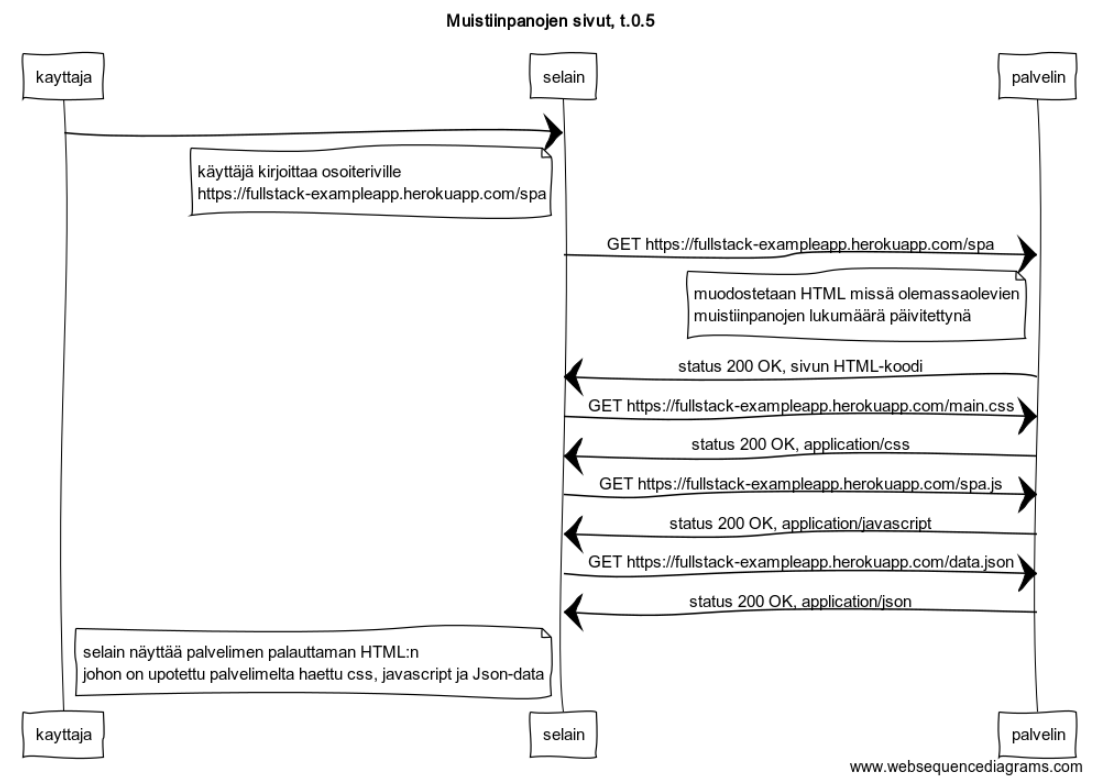 Muistiinpanojen sivut, t.0.5
kayttaja
selain
palvelin
käyttäjä kirjoittaa osoiteriville
https://fullstack-exampleapp.herokuapp.com/spa
GET https://fullstack-exampleapp.herokuapp.com/spa
muodostetaan HTML missä olemassaolevien
muistiinpanojen lukumäärä päivitettynä
status 200 OK, sivun HTML-koodi
GET https://fullstack-exampleapp.herokuapp.com/main.css
status 200 OK, application/css
GET https://fullstack-exampleapp.herokuapp.com/spa.js
status 200 OK, application/javascript
GET https://fullstack-exampleapp.herokuapp.com/data.json
status 200 OK, application/json
selain näyttää palvelimen palauttaman HTML:n
johon on upotettu palvelimelta haettu css, javascript ja Json-data
kayttaja
selain
palvelin
www.websequencediagrams.com